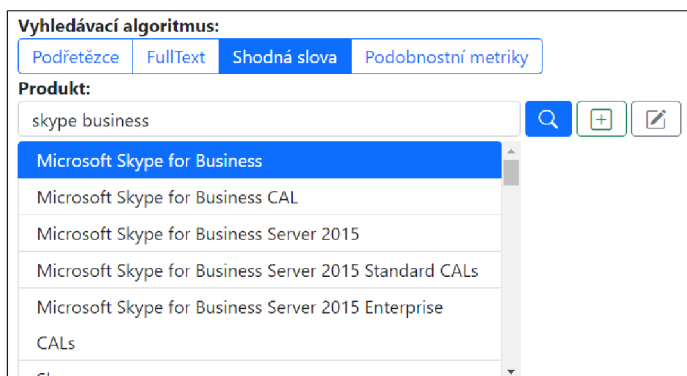 Vyhledávací algoritmus:
Podřetězce FullText Shodná slova Podobnostní metriky
Produkt:
skype business
Microsoft Skype for Business
Microsoft Skype for Business CAL
Microsoft Skype for Business Server 2015
Microsoft Skype for Business Server 2015 Standard CALs
Microsoft Skype for Business Server 2015 Enterprise
CALs